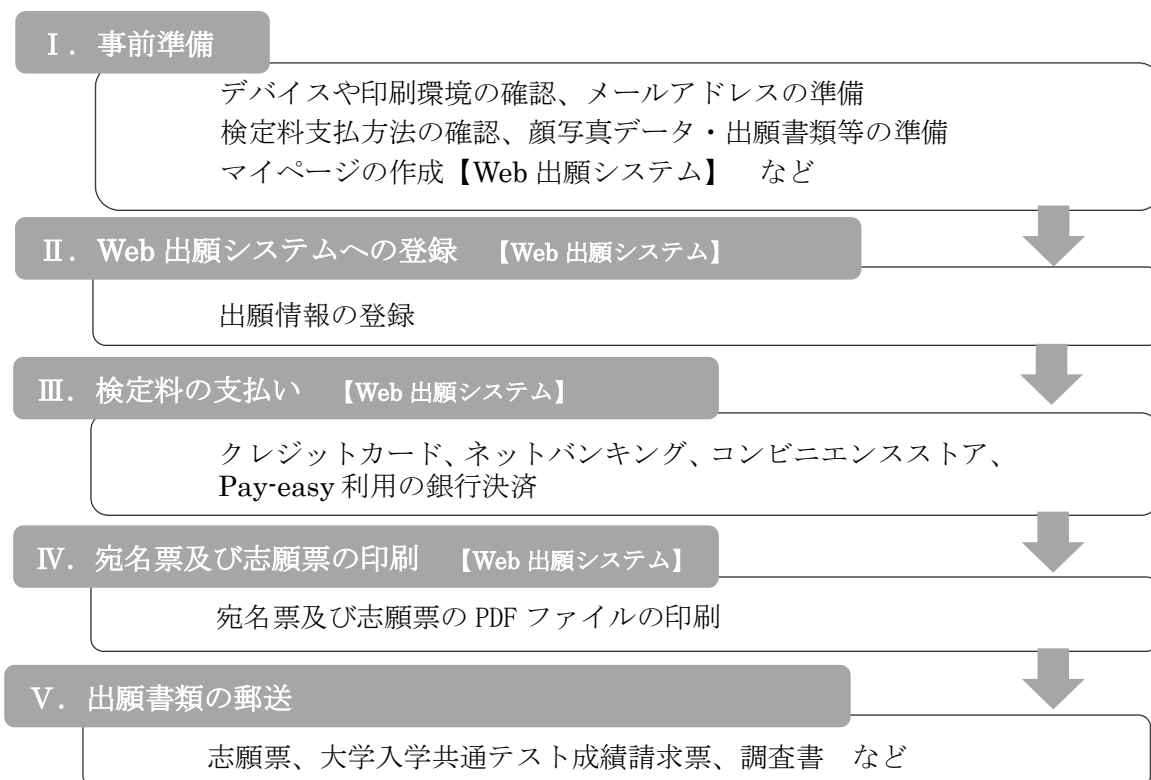 Ⅰ．事前準備
デバイスや印刷環境の確認、メールアドレスの準備
検定料支払方法の確認、顔写真データ・出願書類等の準備
マイページの作成【Web 出願システム】　など
Ⅱ．Web 出願システムへの登録　【Web 出願システム】
出願情報の登録
Ⅲ．検定料の支払い　【Web 出願システム】
クレジットカード、ネットバンキング、コンビニエンスストア、
Pay-easy 利用の銀行決済
Ⅳ．宛名票及び志願票の印刷　【Web 出願システム】
宛名票及び志願票の PDF ファイルの印刷
Ⅴ．出願書類の郵送
志願票、大学入学共通テスト成績請求票、調査書　など